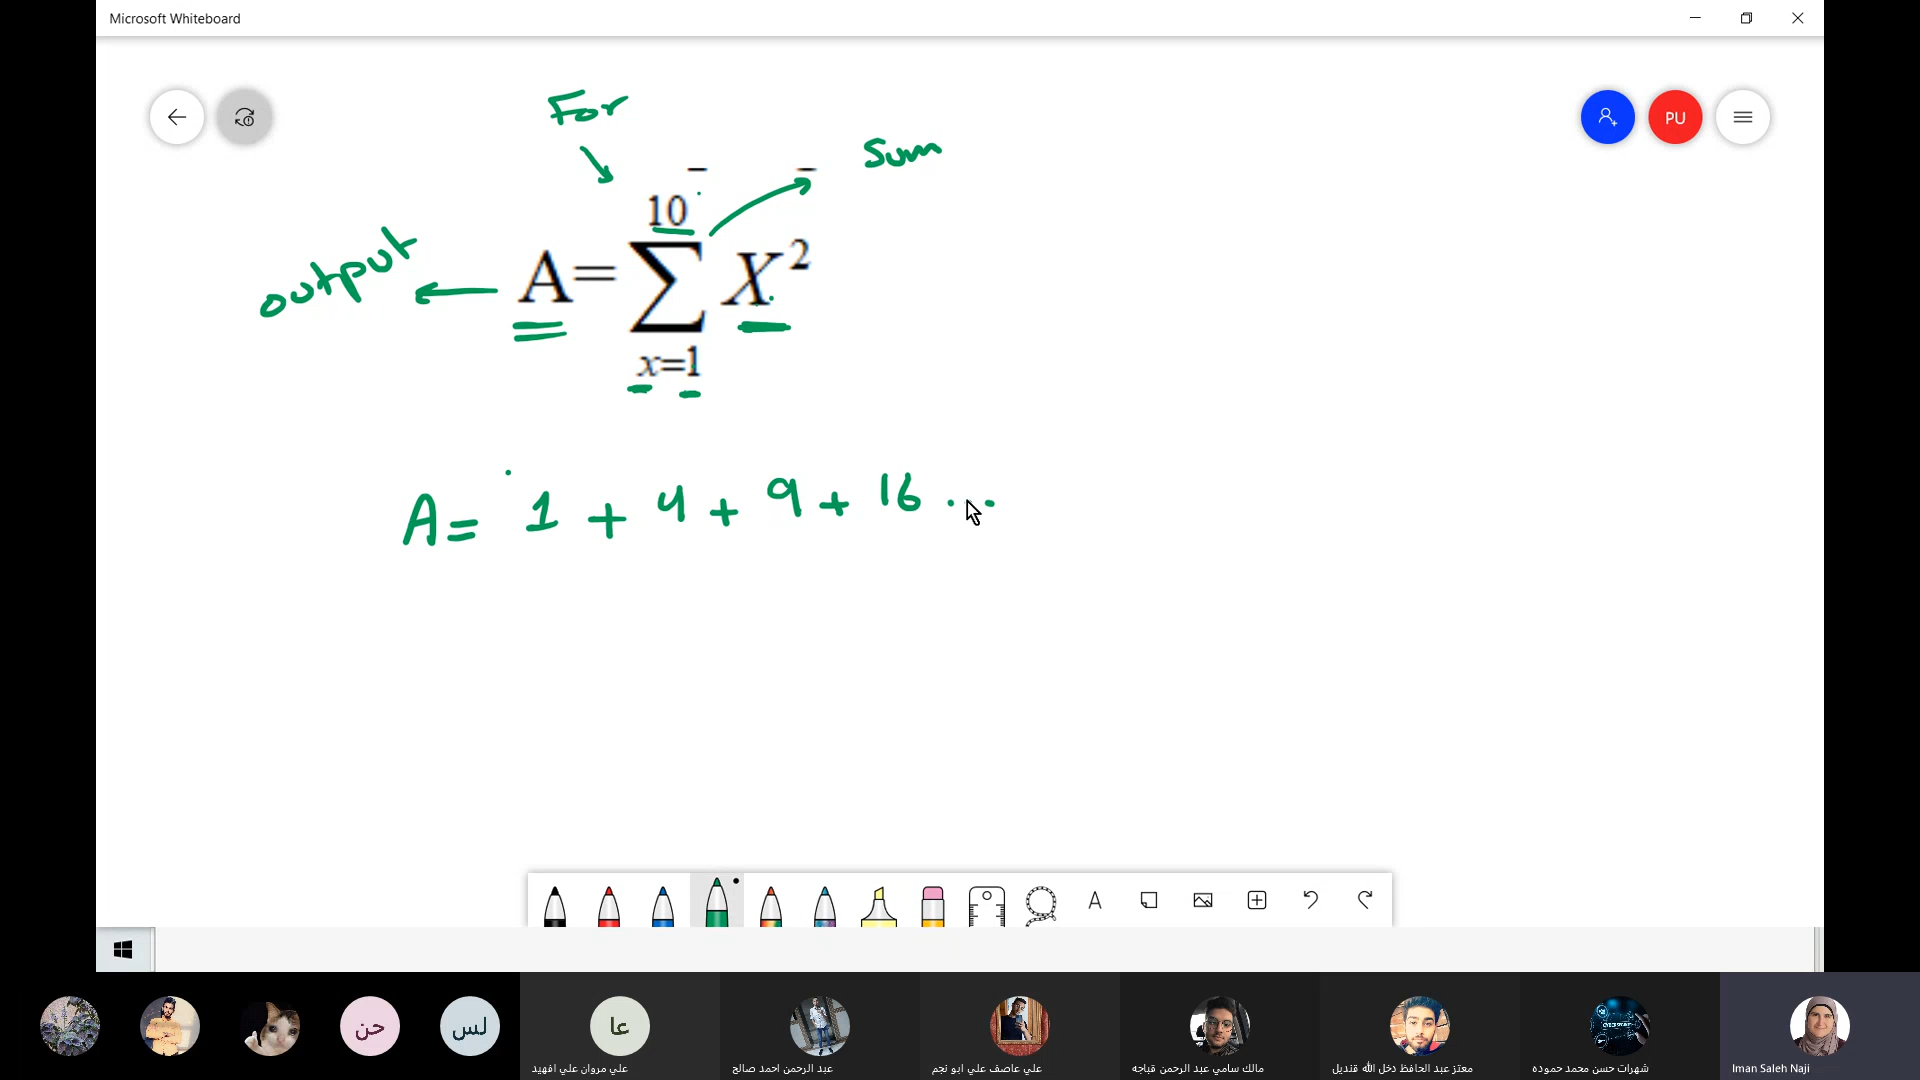 Microsoft Whiteboard
For
Sum
PU
10
output
A= ∑ X²
x=1
A= 1 + 4 + 9 + 16 ...
A
حن
لس
عا
علي مروان علي افهيد
عبد الرحمن احمد صالح
علي عاصف علي ابو نجم
مالك سامي عبد الرحمن قباجه
معتز عبد الحافظ دخل الله قنديل
شهرات حسن محمد حموده
Iman Saleh Naji